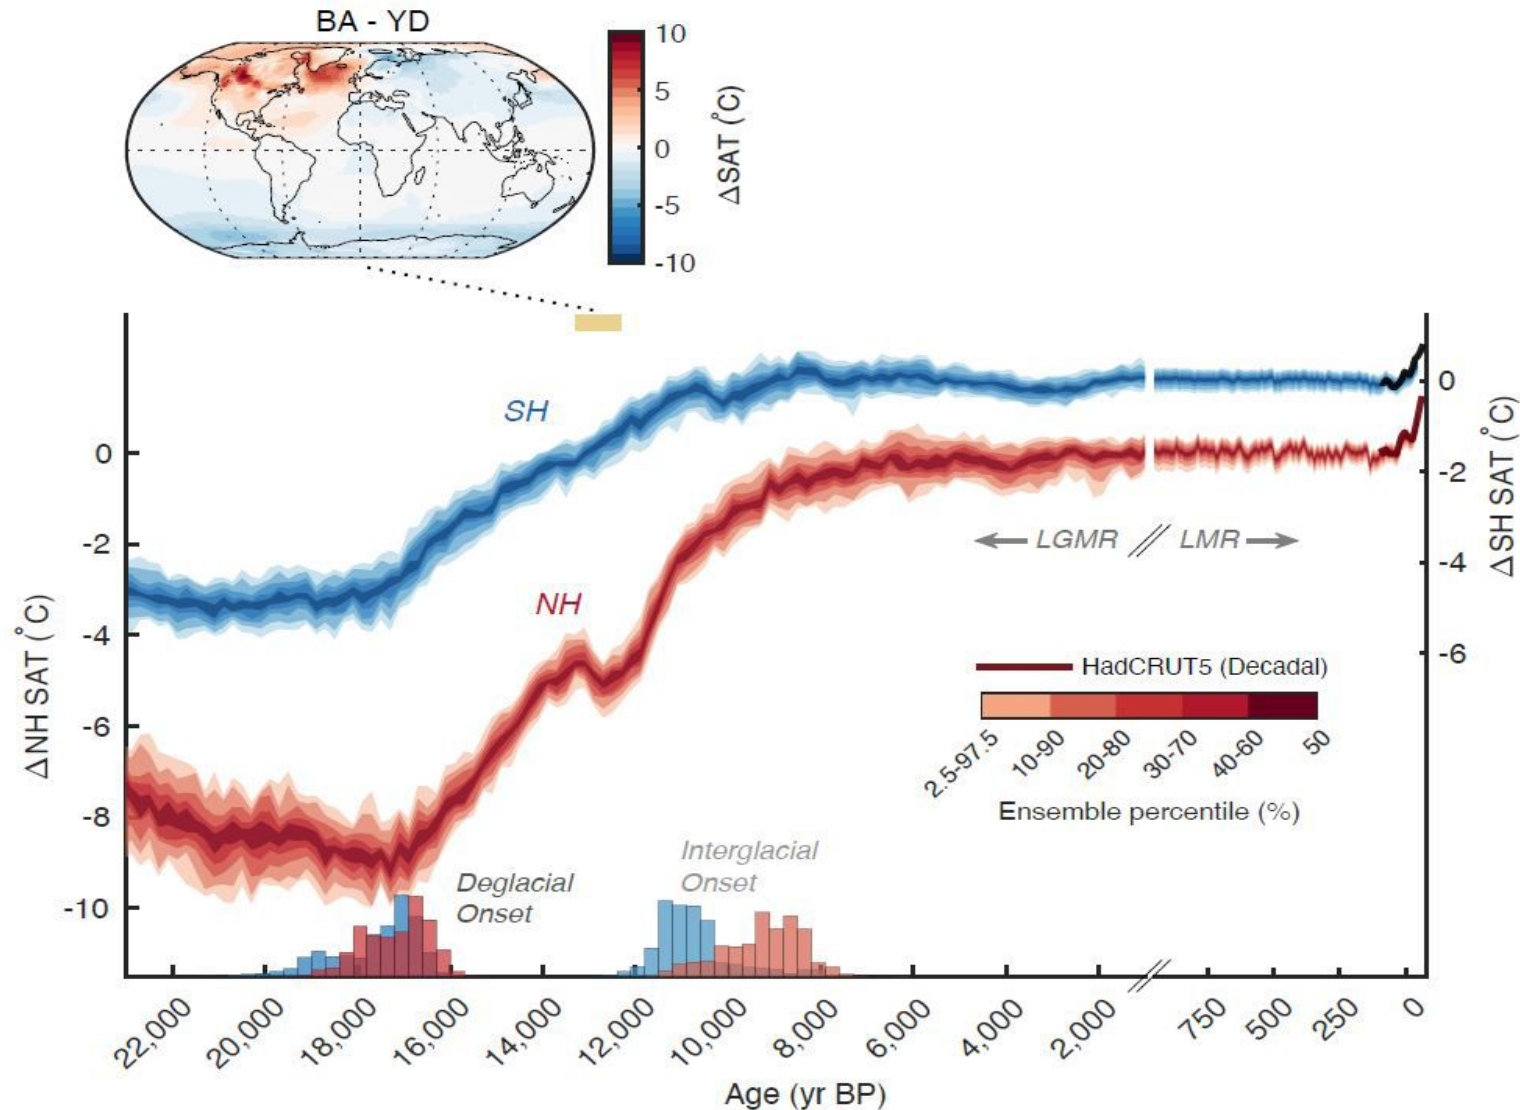 BA - YD
10
5
0
-5
-10
ΔSAT (˚C)
SH
NH
0
-2
-4
-6
-8
-10
ΔNH SAT (˚C)
0
-2
-4
-6
ΔSH SAT (˚C)
LGMR // LMR
HadCRUT5 (Decadal)
2.5-97.5
10-90
20-80
30-70
40-60
50
Ensemble percentile (%)
Deglacial
Onset
Interglacial
Onset
22,000
20,000
18,000
16,000
14,000
12,000
10,000
8,000
6,000
4,000
2,000
750
500
250
0
Age (yr BP)